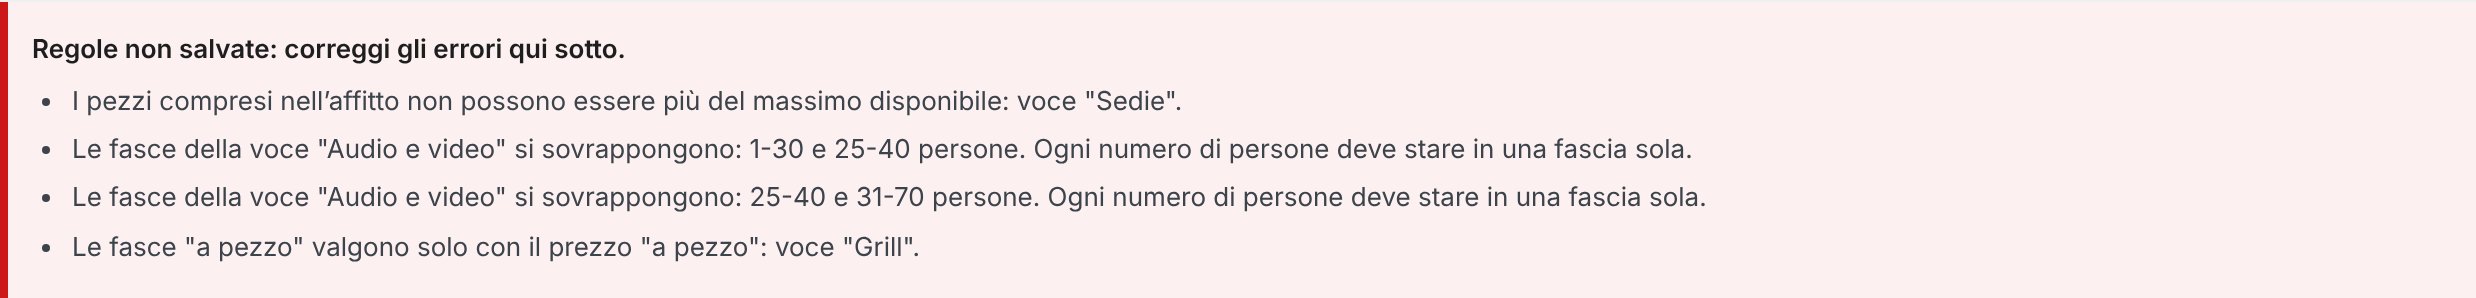 Regole non salvate: correggi gli errori qui sotto.
• I pezzi compresi nell’affitto non possono essere più del massimo disponibile: voce "Sedie".
• Le fasce della voce "Audio e video" si sovrappongono: 1-30 e 25-40 persone. Ogni numero di persone deve stare in una fascia sola.
• Le fasce della voce "Audio e video" si sovrappongono: 25-40 e 31-70 persone. Ogni numero di persone deve stare in una fascia sola.
• Le fasce "a pezzo" valgono solo con il prezzo "a pezzo": voce "Grill".